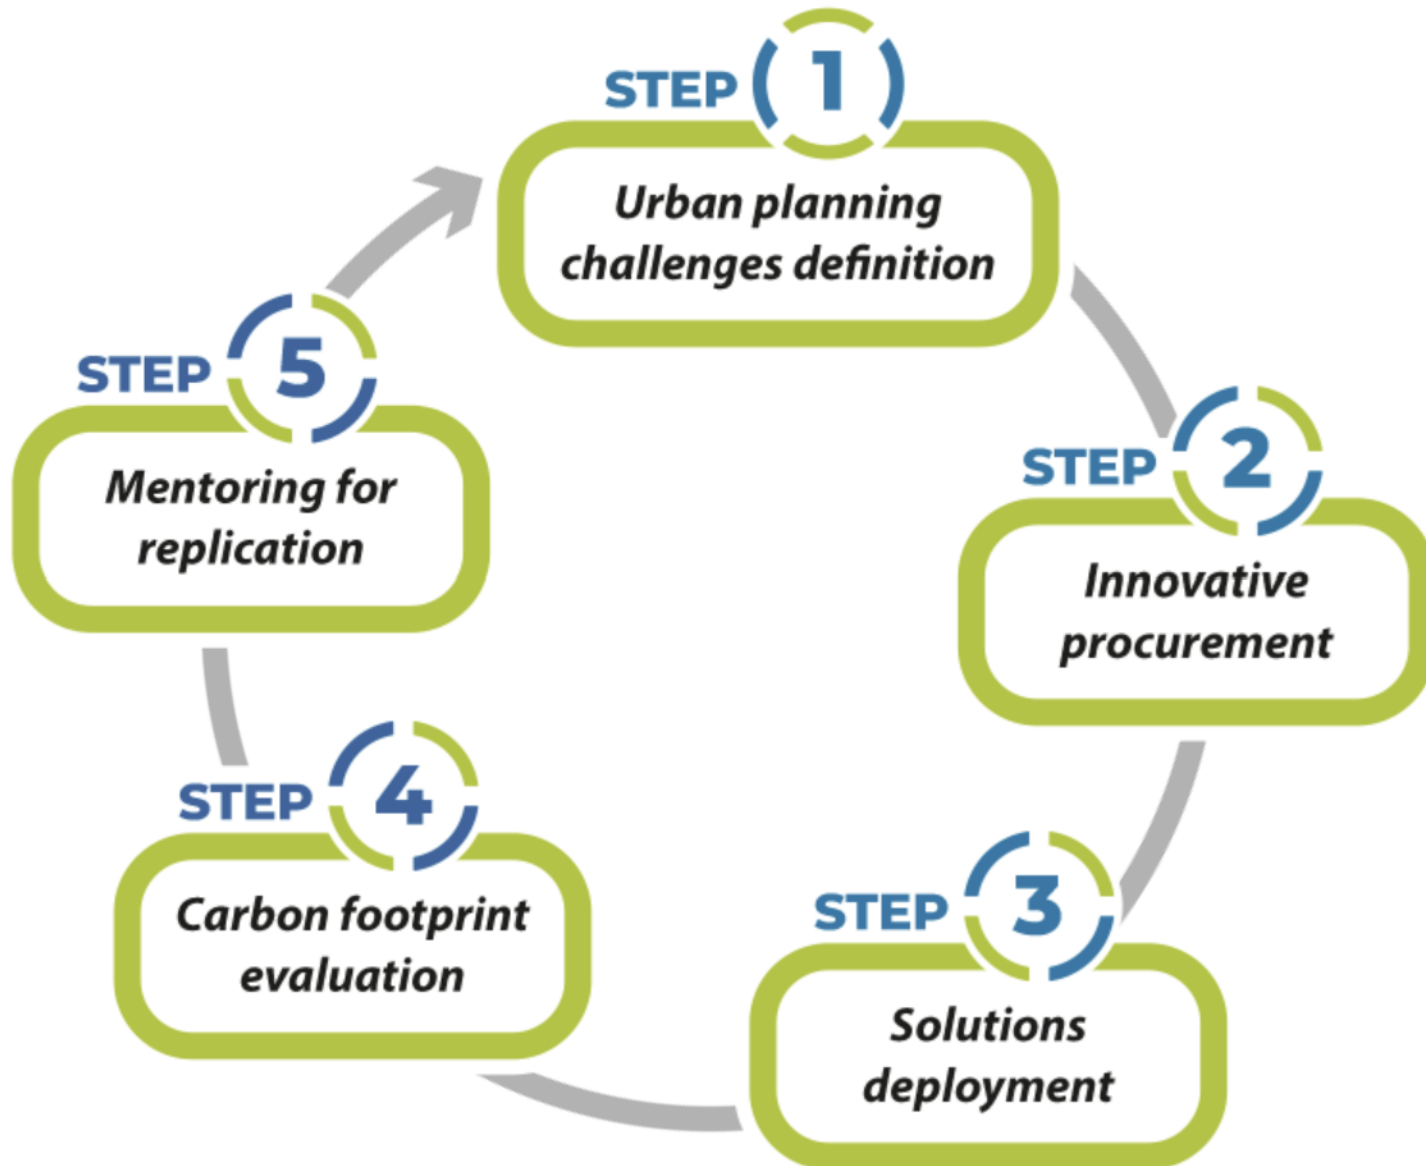 STEP 1
Urban planning
challenges definition
STEP 2
Innovative
procurement
STEP 3
Solutions
deployment
STEP 4
Carbon footprint
evaluation
STEP 5
Mentoring for
replication